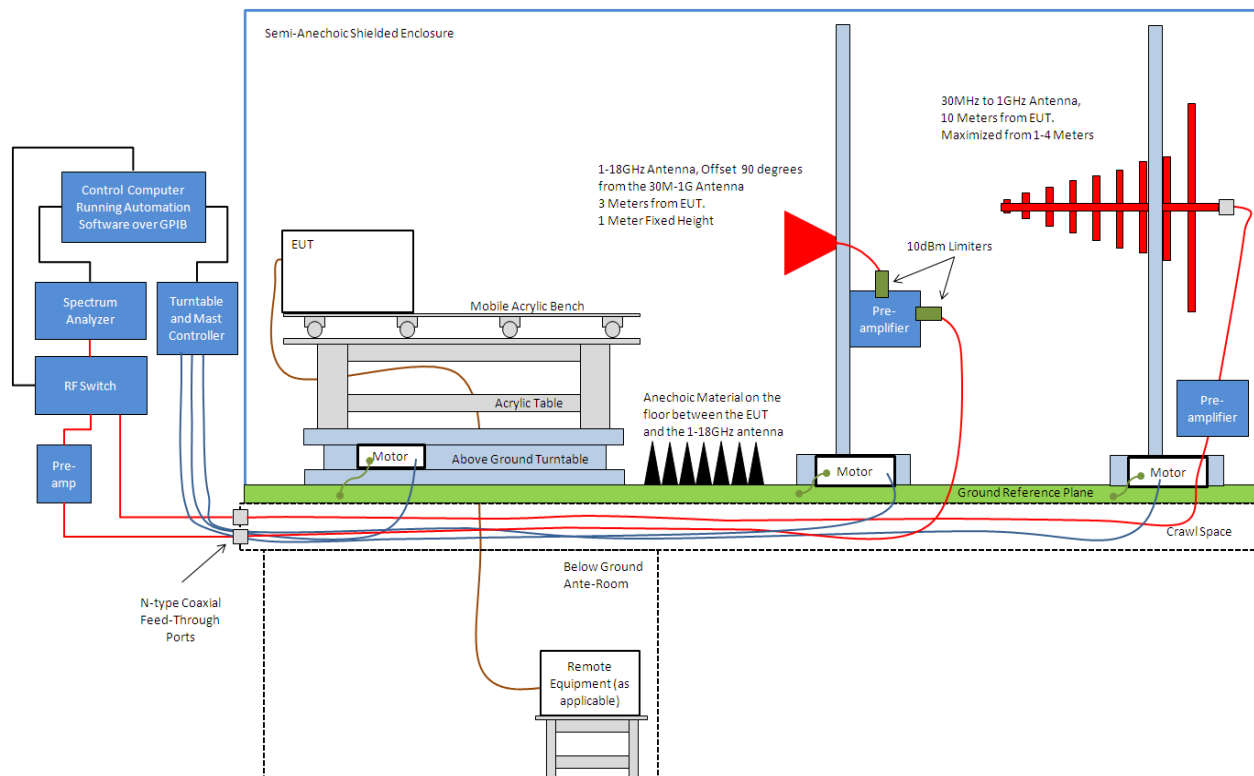 Semi-Anechoic Shielded Enclosure
30MHz to 1GHz Antenna,
10 Meters from EUT.
Maximized from 1-4 Meters
1-18GHz Antenna, Offset 90 degrees
from the 30M-1G Antenna
3 Meters from EUT.
1 Meter Fixed Height
Control Computer
Running Automation
Software over GPIB
EUT
10dBm Limiters
Spectrum
Analyzer
Turntable
and Mast
Controller
Mobile Acrylic Bench
Pre-
amplifier
RF Switch
Acrylic Table
Anechoic Material on the
floor between the EUT
and the 1-18GHz antenna
Pre-
amplifier
Pre-
amp
Motor
Above Ground Turntable
Motor
Motor
Ground Reference Plane
Crawl Space
Below Ground
Ante-Room
N-type Coaxial
Feed-Through
Ports
Remote
Equipment (as
applicable)